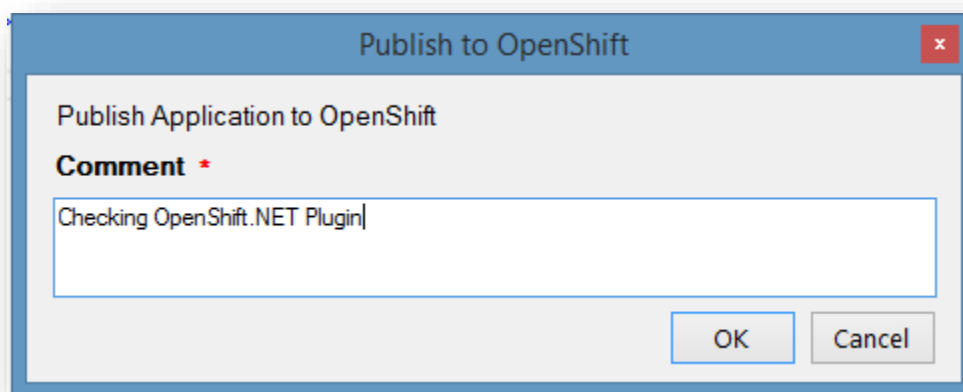 Publish to OpenShift
x
Publish Application to OpenShift
Comment *
Checking OpenShift.NET Plugin
OK Cancel